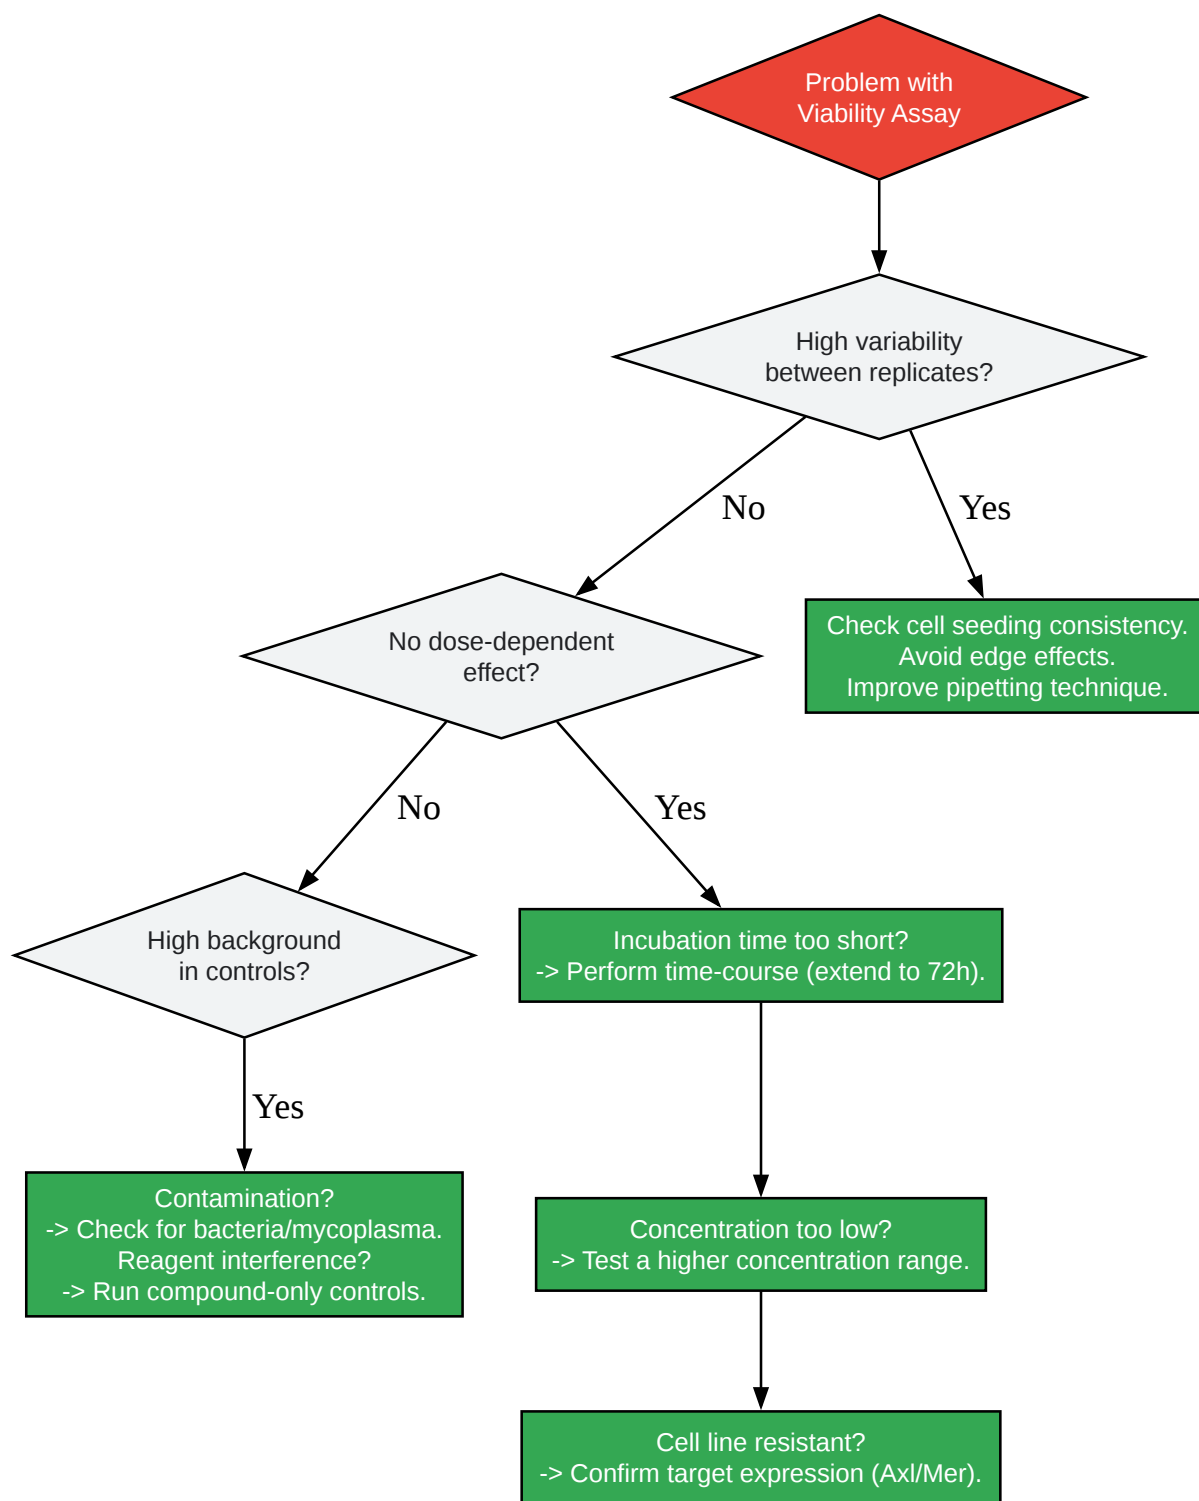 Problem with
Viability Assay
High variability
between replicates?
No
Yes
No dose-dependent
effect?
Check cell seeding consistency.
Avoid edge effects.
Improve pipetting technique.
No
Yes
High background
in controls?
Incubation time too short?
-> Perform time-course (extend to 72h).
Yes
Contamination?
-> Check for bacteria/mycoplasma.
Reagent interference?
-> Run compound-only controls.
Concentration too low?
-> Test a higher concentration range.
Cell line resistant?
-> Confirm target expression (Axl/Mer).